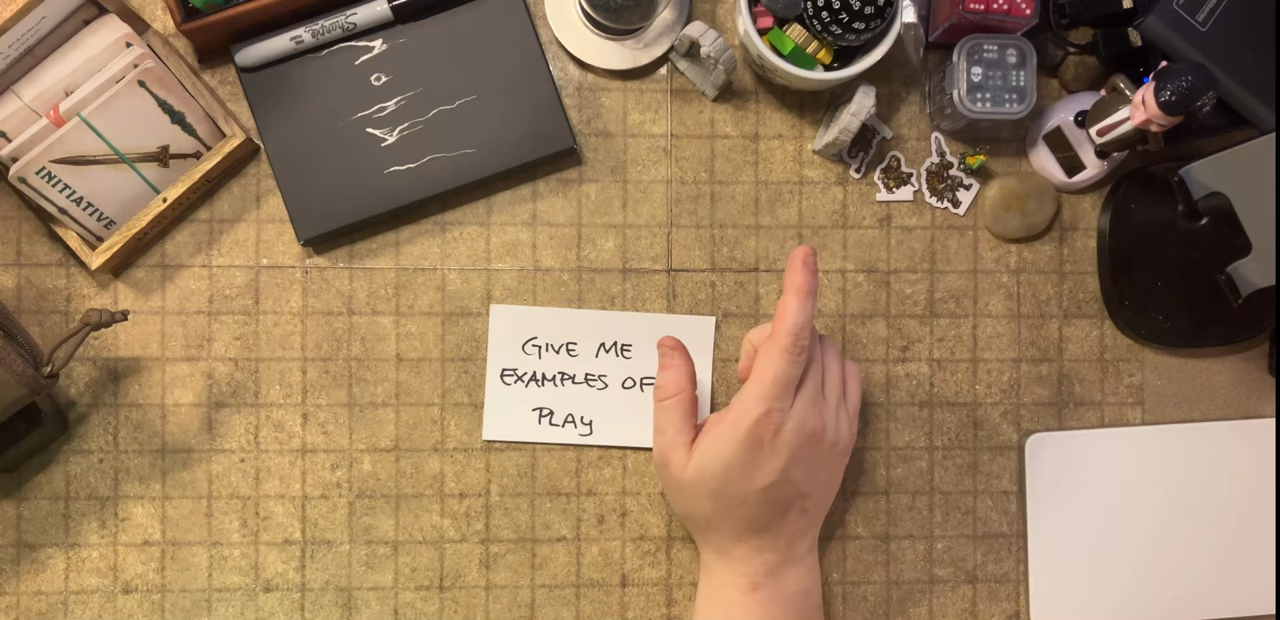 Sharpie
INITIATIVE
GIVE ME
EXAMPLES OF
PLAY